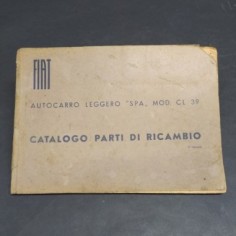 FIAT
AUTOCARRO LEGGERO "SPA" MOD. CL 39
CATALOGO PARTI DI RICAMBIO